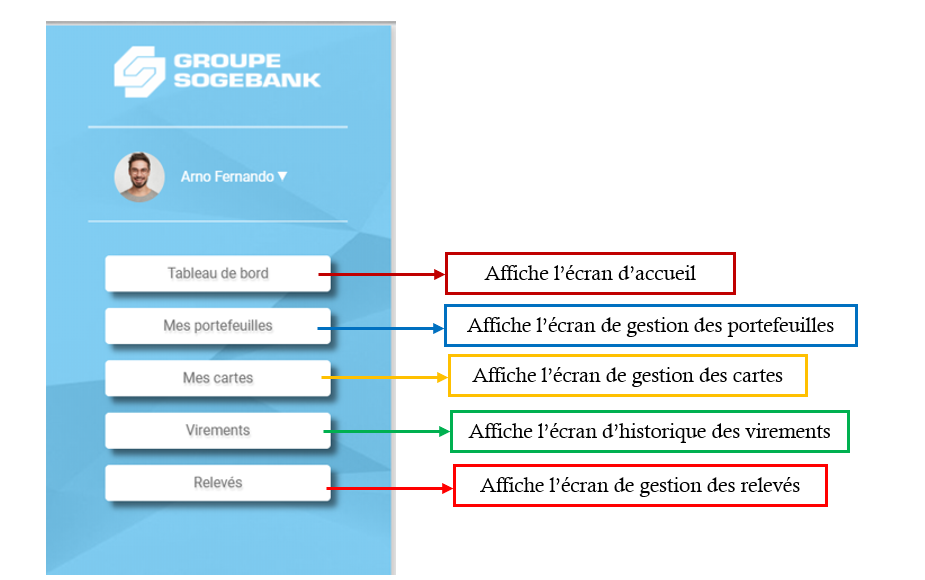 GROUPE
SOGEBANK
Arno Fernando ▼
Tableau de bord
Affiche l’écran d’accueil
Mes portefeuilles
Affiche l’écran de gestion des portefeuilles
Mes cartes
Affiche l’écran de gestion des cartes
Virements
Affiche l’écran d’historique des virements
Relevés
Affiche l’écran de gestion des relevés